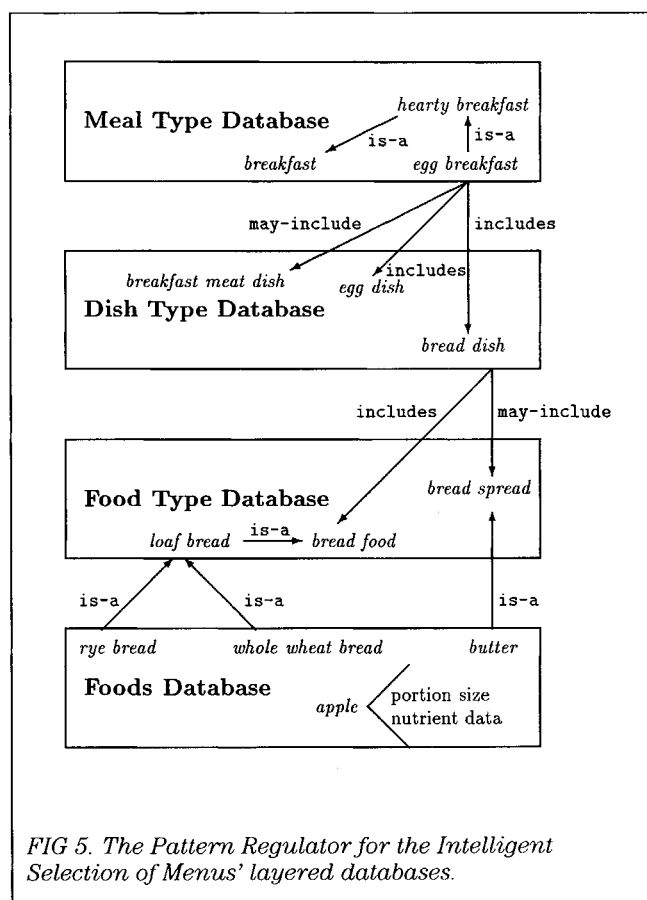 hearty breakfast
Meal Type Database
is-a
is-a
breakfast
egg breakfast
may-include
includes
breakfast meat dish
includes
egg dish
Dish Type Database
bread dish
includes
may-include
bread spread
Food Type Database
is-a
loaf bread
bread food
is-a
is-a
is-a
rye bread
whole wheat bread
butter
Foods Database
portion size
apple
nutrient data
FIG 5. The Pattern Regulator for the Intelligent
Selection of Menus' layered databases.